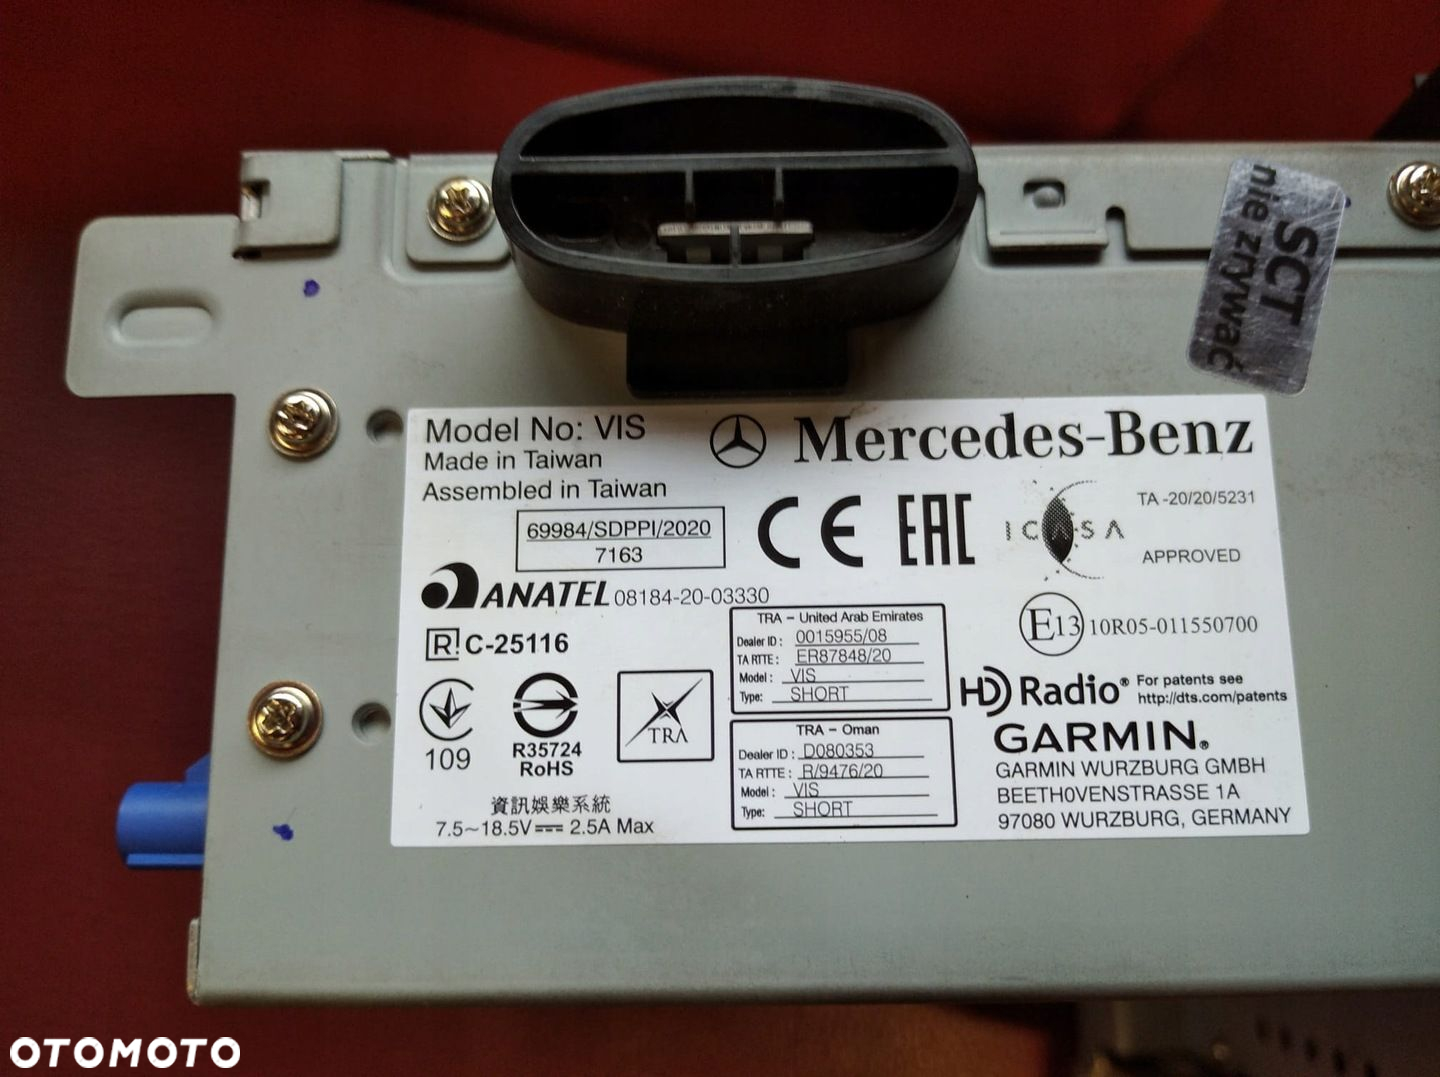 SCT
nie zrywać
Model No: VIS
Made in Taiwan
Assembled in Taiwan
Mercedes-Benz
69984/SDPPI/2020
7163
CE EAC
ICASA
TA -20/20/5231
APPROVED
ANATEL 08184-20-03330
R! C-25116
109
R35724
RoHS
TRA
TRA – United Arab Emirates
Dealer ID : 0015955/08
TA RTTE : ER87848/20
Model : VIS
Type: SHORT
TRA – Oman
Dealer ID : D080353
TA RTTE : R/9476/20
Model : VIS
Type: SHORT
E13 10R05-011550700
HD Radio® For patents see
http://dts.com/patents
GARMIN®
GARMIN WURZBURG GMBH
BEETHOVENSTRASSE 1A
97080 WURZBURG, GERMANY
資訊娛樂系統
7.5~18.5V⎓ 2.5A Max
OTOMOTO